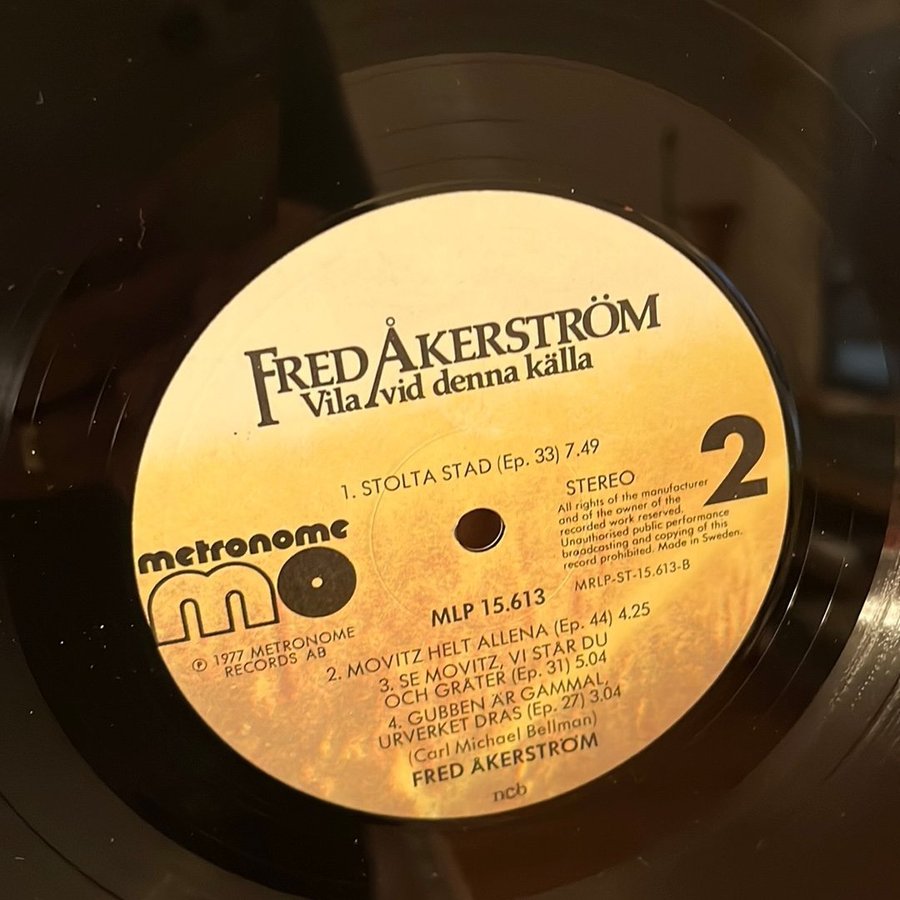 FRED ÅKERSTRÖM
Vila vid denna källa
1. STOLTA STAD (Ep. 33) 7.49
2
STEREO
All rights of the manufacturer
and of the owner of the
recorded work reserved.
Unauthorised public performance
broadcasting and copying of this
record prohibited. Made in Sweden.
metronome
mo
MLP 15.613
MRLP-ST-15.613-B
℗ 1977 METRONOME
RECORDS AB
2. MOVITZ HELT ALLENA (Ep. 44) 4.25
3. SE MOVITZ, VI STÅR DU
OCH GRÅTER (Ep. 31) 5.04
4. GUBBEN ÄR GAMMAL,
URVERKET DRAS (Ep. 27) 3.04
(Carl Michael Bellman)
FRED ÅKERSTRÖM
ncb